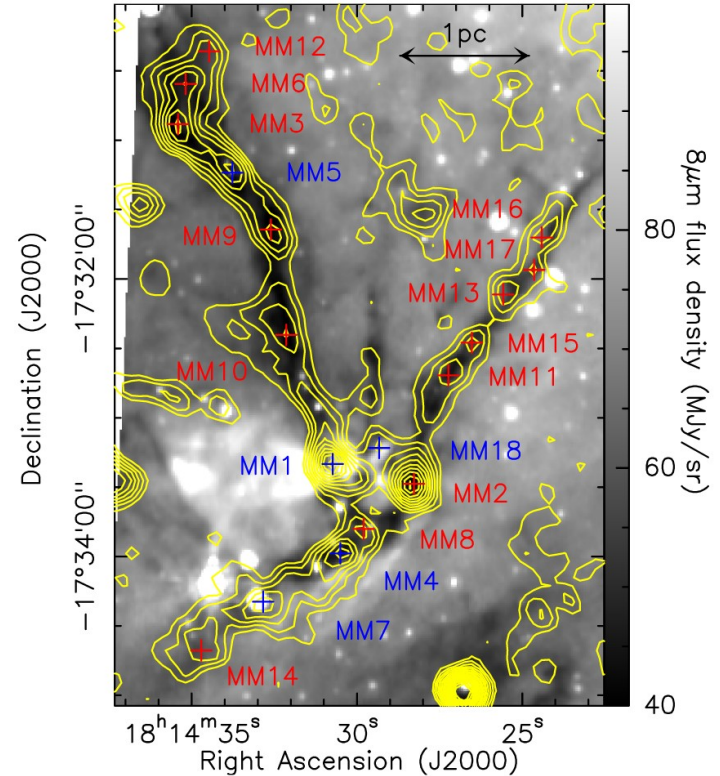 1pc
MM12
MM6
MM3
MM5
MM16
MM9
MM17
MM13
MM15
MM10
MM11
MM1
MM18
MM2
MM8
MM4
MM7
MM14
−17°32'00"
−17°34'00"
Declination (J2000)
18ʰ14ᵐ35ˢ
30ˢ
25ˢ
Right Ascension (J2000)
80
60
40
8μm flux density (MJy/sr)